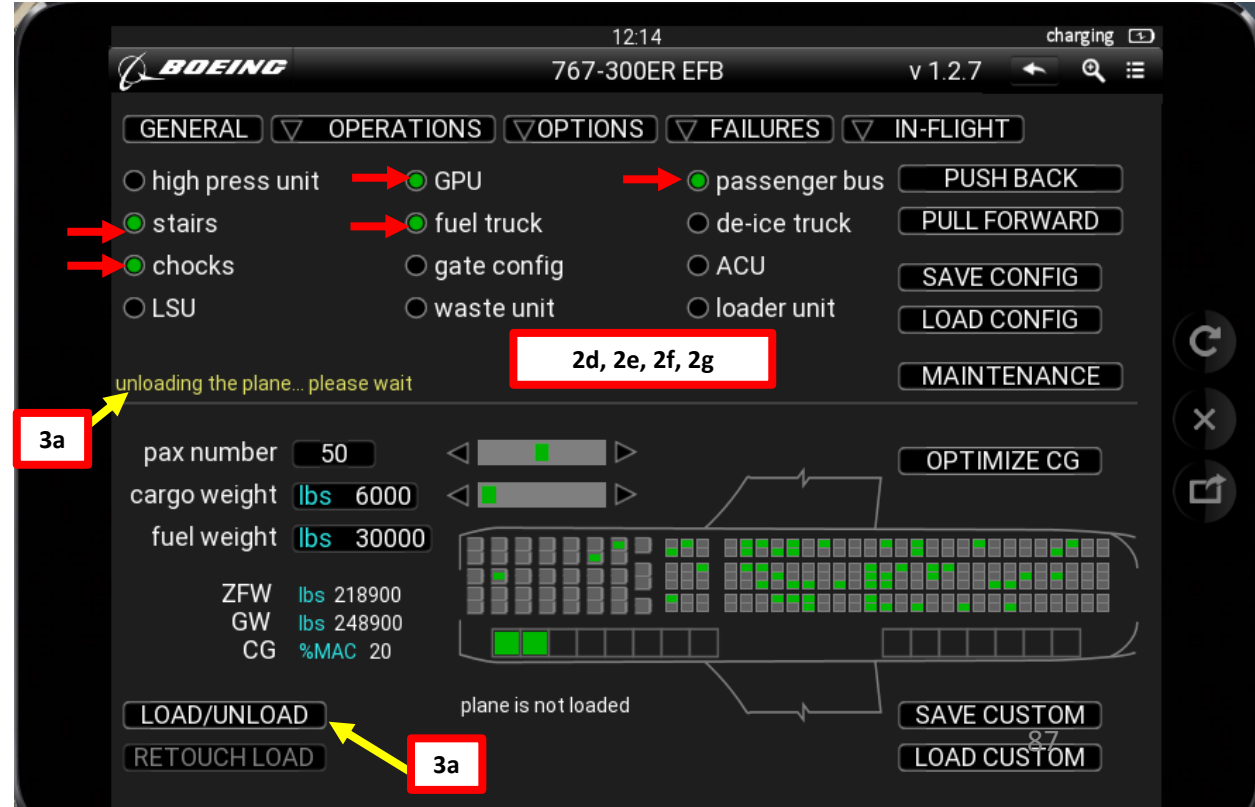 12:14 charging
BOEING 767-300ER EFB v 1.2.7
GENERAL OPERATIONS OPTIONS FAILURES IN-FLIGHT
high press unit GPU passenger bus PUSH BACK
stairs fuel truck de-ice truck PULL FORWARD
chocks gate config ACU SAVE CONFIG
LSU waste unit loader unit LOAD CONFIG
2d, 2e, 2f, 2g
unloading the plane... please wait MAINTENANCE
3a
pax number 50 OPTIMIZE CG
cargo weight lbs 6000
fuel weight lbs 30000
ZFW lbs 218900
GW lbs 248900
CG %MAC 20
LOAD/UNLOAD plane is not loaded SAVE CUSTOM
87
RETOUCH LOAD 3a LOAD CUSTOM